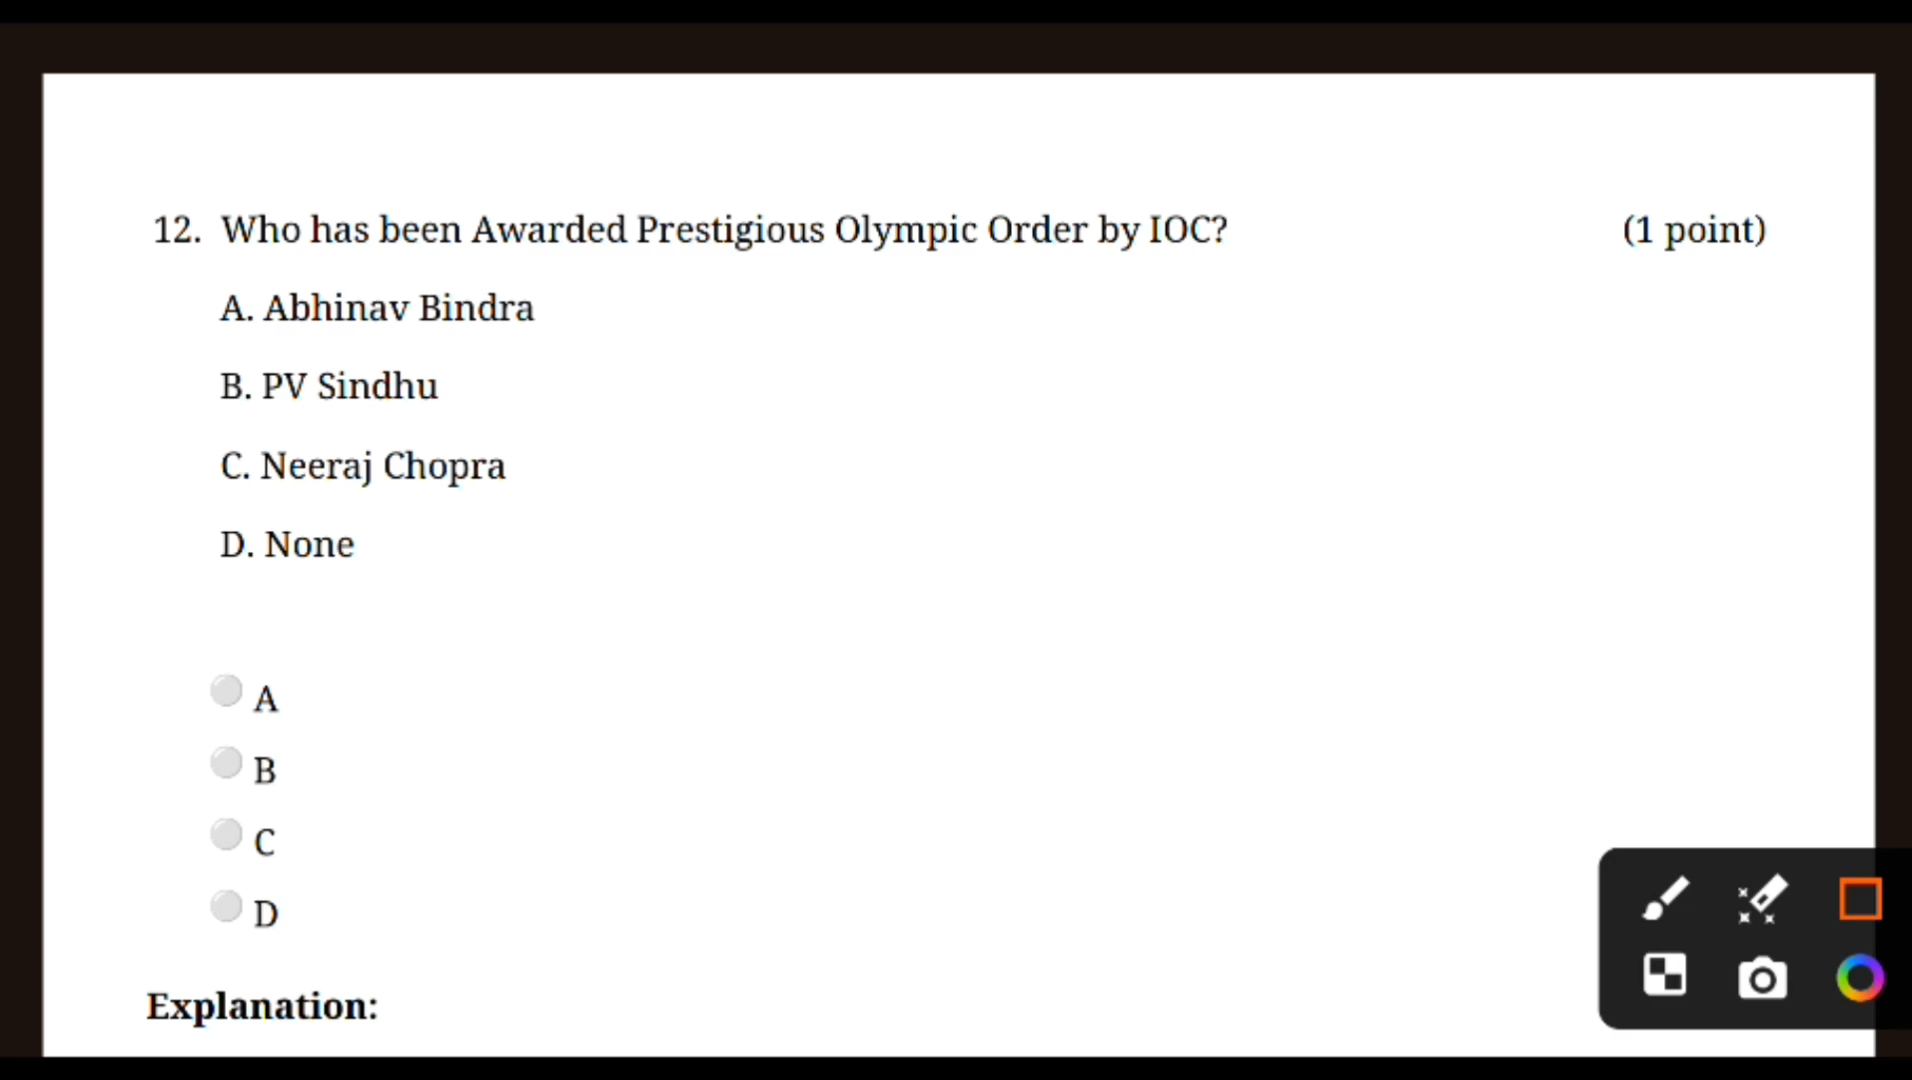 12. Who has been Awarded Prestigious Olympic Order by IOC? (1 point)
A. Abhinav Bindra
B. PV Sindhu
C. Neeraj Chopra
D. None
A
B
C
D
Explanation: